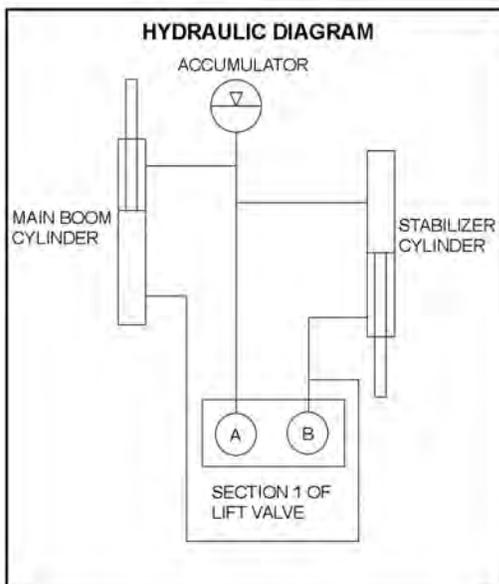 HYDRAULIC DIAGRAM
ACCUMULATOR
MAIN BOOM
CYLINDER
STABILIZER
CYLINDER
A
B
SECTION 1 OF
LIFT VALVE